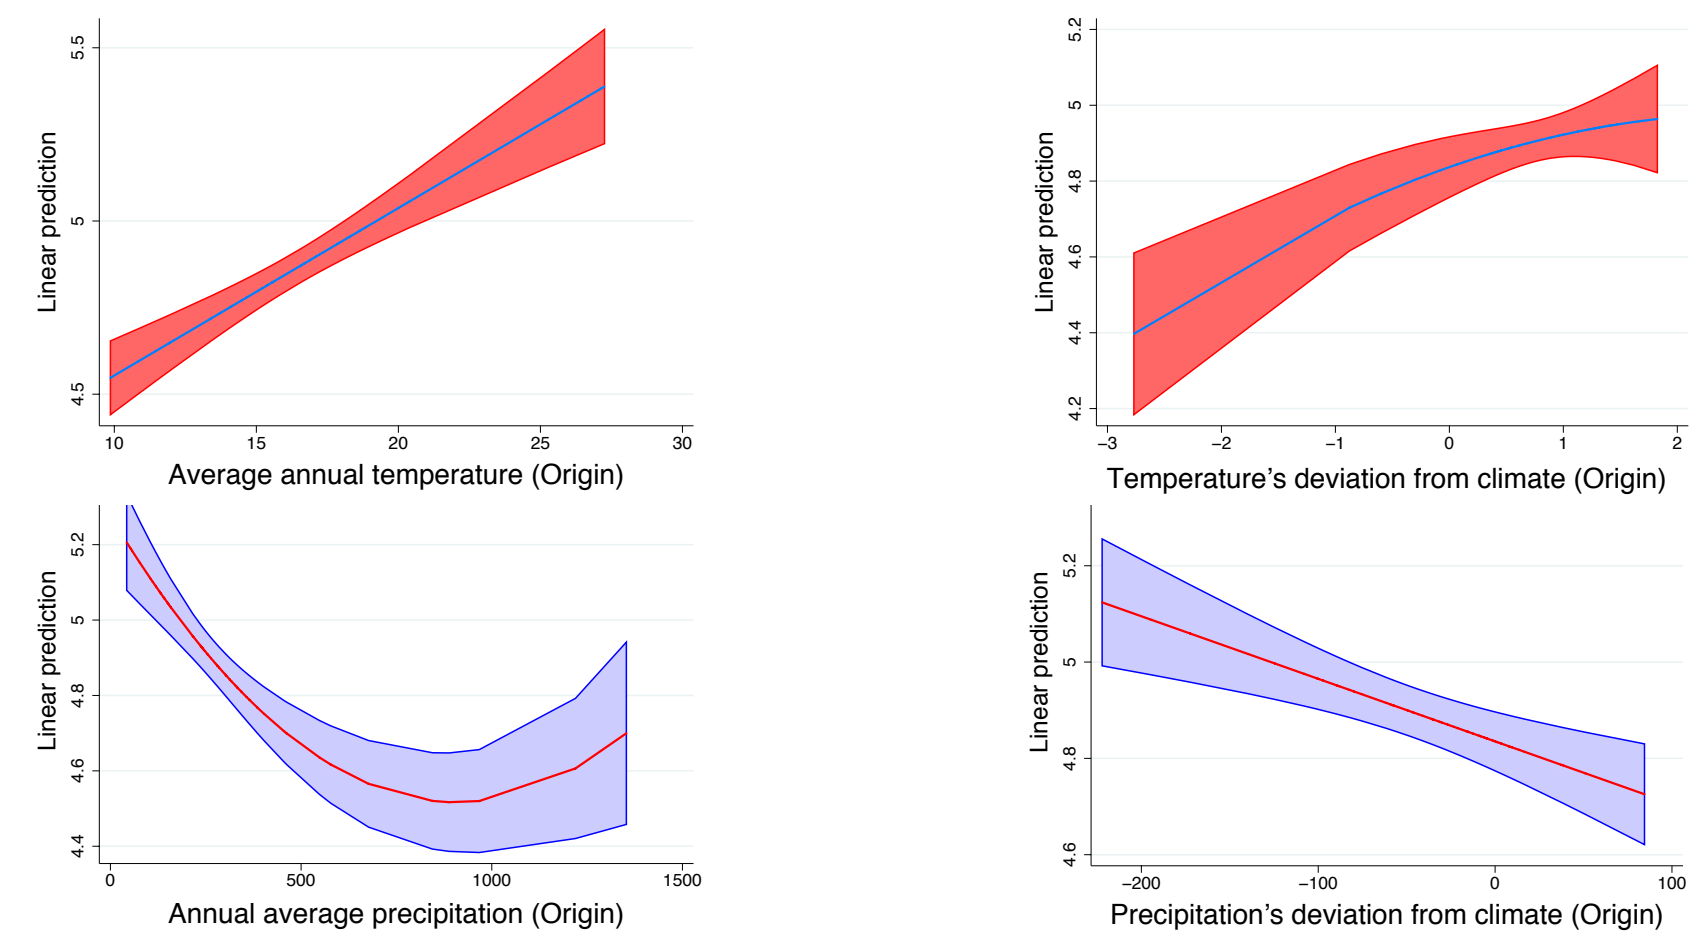 5.5
5
4.5
Linear prediction
10 15 20 25 30
Average annual temperature (Origin)
5.2
5
4.8
4.6
4.4
4.2
Linear prediction
−3 −2 −1 0 1 2
Temperature’s deviation from climate (Origin)
5.2
5
4.8
4.6
4.4
Linear prediction
0 500 1000 1500
Annual average precipitation (Origin)
5.2
5
4.8
4.6
Linear prediction
−200 −100 0 100
Precipitation’s deviation from climate (Origin)